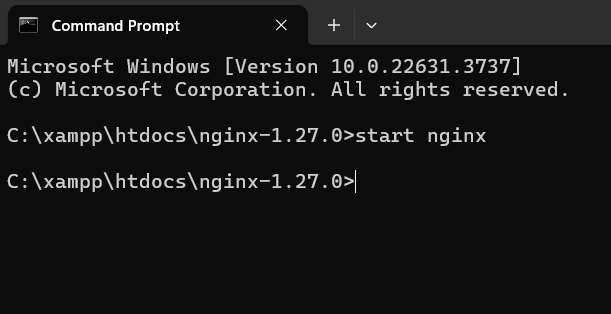 Command Prompt
Microsoft Windows [Version 10.0.22631.3737]
(c) Microsoft Corporation. All rights reserved.
C:\xampp\htdocs\nginx-1.27.0>start nginx
C:\xampp\htdocs\nginx-1.27.0>